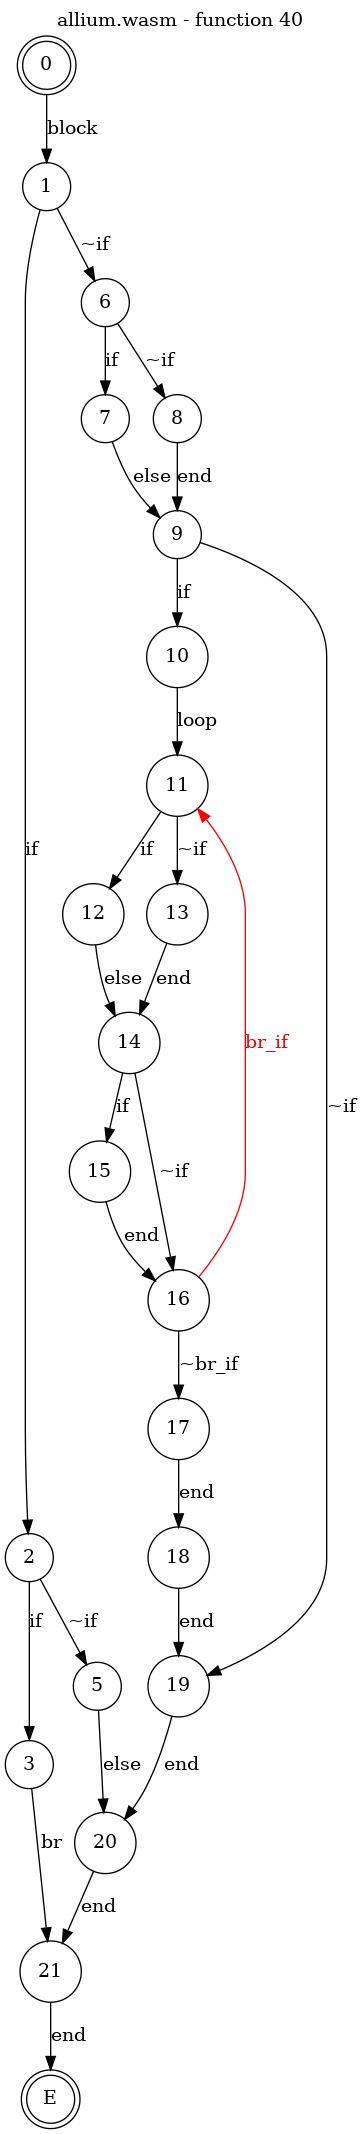 allium.wasm - function 40
0
block
1
~if
6
if
~if
7
8
else
end
9
if
10
loop
11
if
~if
if
12
13
else
end
14
br_if
if
~if
~if
15
end
16
~br_if
17
end
2
18
if
~if
end
5
19
3
else
end
br
20
end
21
end
E